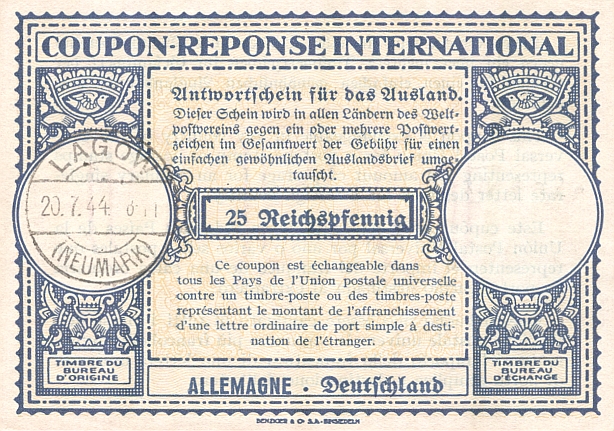 COUPON-REPONSE INTERNATIONAL
Antwortschein für das Ausland.
Dieser Schein wird in allen Ländern des Welt-
postvereins gegen ein oder mehrere Postwert-
zeichen im Gesamtwert der Gebühr für einen
einfachen gewöhnlichen Auslandsbrief umge-
tauscht.
LAGOW
20.7.44
(NEUMARK)
25 Reichspfennig
Ce coupon est échangeable dans
tous les Pays de l'Union postale universelle
contre un timbre-poste ou des timbres-poste
représentant le montant de l'affranchissement
d'une lettre ordinaire de port simple à desti-
nation de l'étranger.
TIMBRE DU
BUREAU
D'ORIGINE
TIMBRE DU
BUREAU
D'ÉCHANGE
ALLEMAGNE · Deutschland
BENZIGER & Co S.A. EINSIEDELN